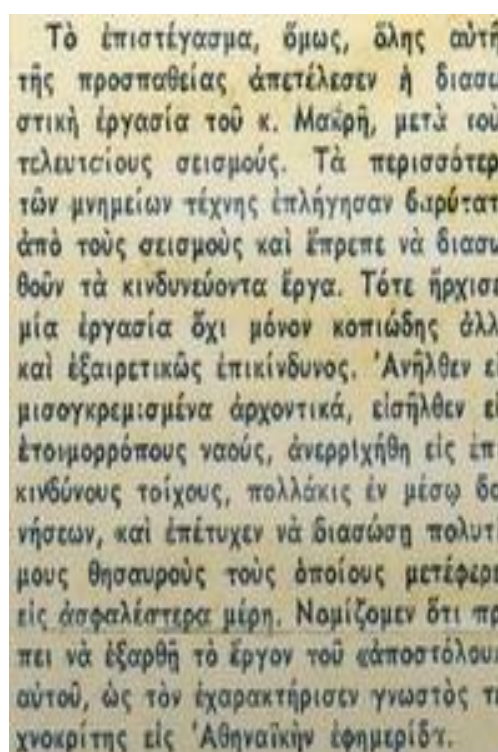 Τὸ ἐπιστέγασμα, ὅμως, ὅλης αὐτῆ
τῆς προσπαθείας ἀπετέλεσεν ἡ διασω
στικὴ ἐργασία τοῦ κ. Μακρῆ, μετὰ τοὺ
τελευταίους σεισμούς. Τὰ περισσότερ
τῶν μνημείων τέχνης ἐπλήγησαν βαρύτατ
ἀπὸ τοὺς σεισμοὺς καὶ ἔπρεπε νὰ διασω
θοῦν τὰ κινδυνεύοντα ἔργα. Τότε ἤρχισε
μία ἐργασία ὄχι μόνον κοπιώδης ἀλλ
καὶ ἐξαιρετικῶς ἐπικίνδυνος. Ἀνῆλθεν εἰ
μισογκρεμισμένα ἀρχοντικά, εἰσῆλθεν εἰ
ἑτοιμορρόπους ναούς, ἀνερριχήθη εἰς ἐπι
κινδύνους τοίχους, πολλάκις ἐν μέσῳ δο
νήσεων, καὶ ἐπέτυχεν νὰ διασώσῃ πολυτί
μους θησαυροὺς τοὺς ὁποίους μετέφερε
εἰς ἀσφαλέστερα μέρη. Νομίζομεν ὅτι πρ
πει νὰ ἐξαρθῇ τὸ ἔργον τοῦ «ἀποστόλου»
αὐτοῦ, ὡς τὸν ἐχαρακτήρισεν γνωστὸς τε
χνοκρίτης εἰς Ἀθηναϊκὴν ἐφημερίδα.